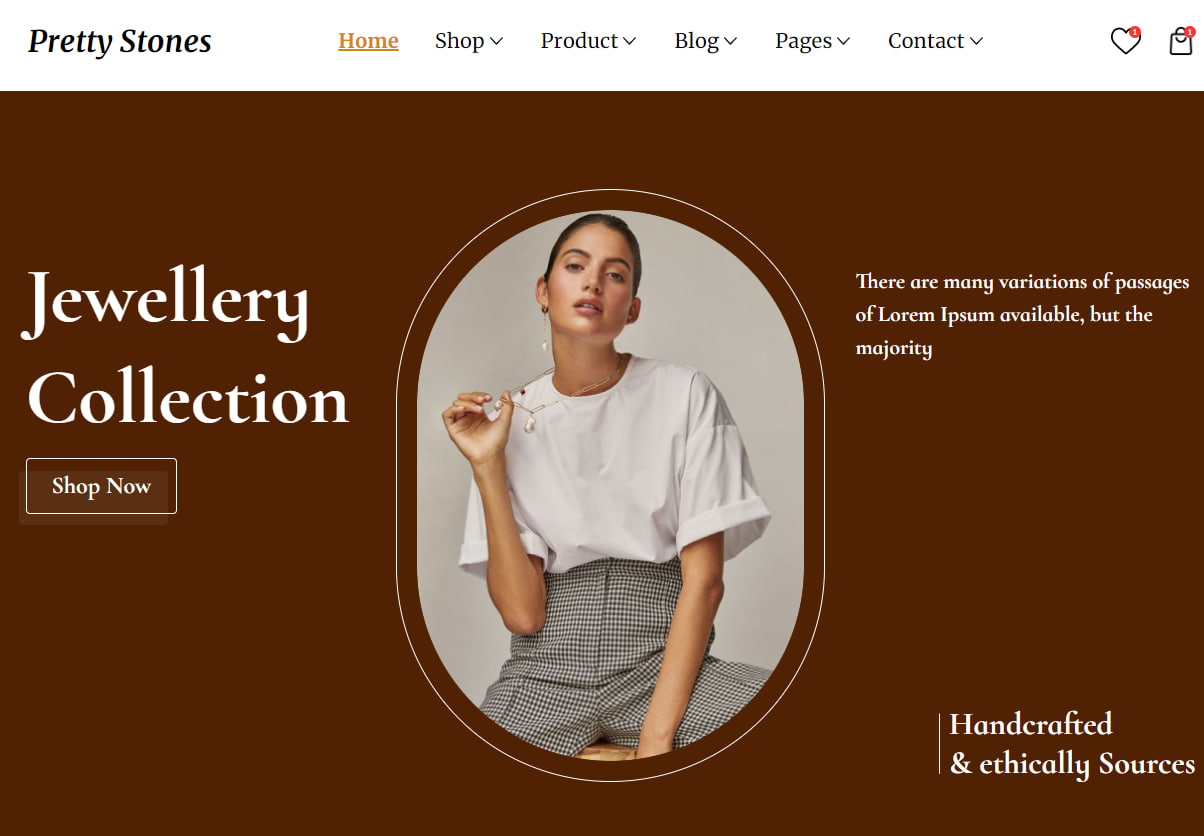 Pretty Stones
Home Shop Product Blog Pages Contact
1 1
Jewellery
Collection
Shop Now
There are many variations of passages
of Lorem Ipsum available, but the
majority
Handcrafted
& ethically Sources